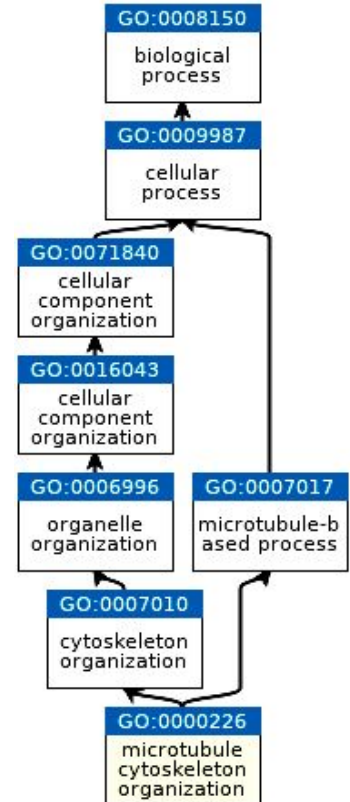 GO:0008150
biological
process
GO:0009987
cellular
process
GO:0071840
cellular
component
organization
GO:0016043
cellular
component
organization
GO:0006996
organelle
organization
GO:0007017
microtubule-b
ased process
GO:0007010
cytoskeleton
organization
GO:0000226
microtubule
cytoskeleton
organization